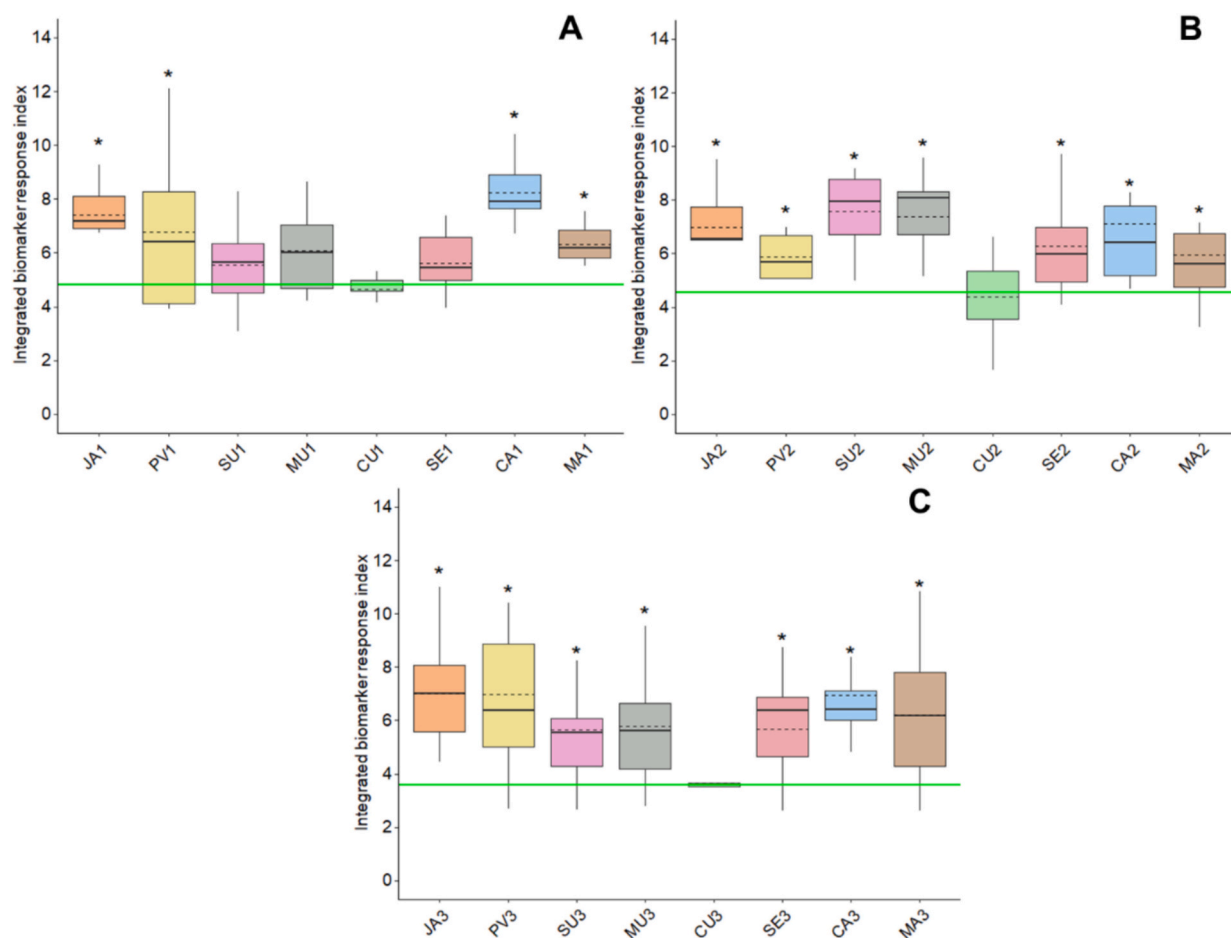 A
Integrated biomarker response index
14
12
10
8
6
4
2
0
* * * *
JA1 PV1 SU1 MU1 CU1 SE1 CA1 MA1
B
Integrated biomarker response index
14
12
10
8
6
4
2
0
* * * * * * *
JA2 PV2 SU2 MU2 CU2 SE2 CA2 MA2
C
Integrated biomarker response index
14
12
10
8
6
4
2
0
* * * * * * *
JA3 PV3 SU3 MU3 CU3 SE3 CA3 MA3